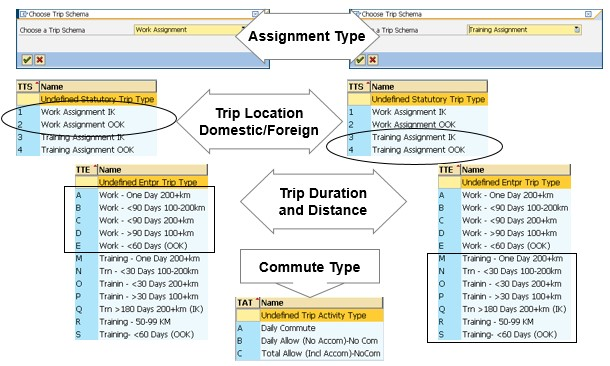 Choose Trip Schema
Choose a Trip Schema Work Assignment
Assignment Type
Choose Trip Schema
a Trip Schema Training Assignment
TTS Name
Undefined Statutory Trip Type
1 Work Assignment IK
2 Work Assignment OOK
3 Training Assignment IK
4 Training Assignment OOK
Trip Location
Domestic/Foreign
TTS Name
Undefined Statutory Trip Type
1 Work Assignment IK
2 Work Assignment OOK
3 Training Assignment IK
4 Training Assignment OOK
TTE Name
Undefined Entpr Trip Type
A Work - One Day 200+km
B Work - <90 Days 100-200km
C Work - <90 Days 200+km
D Work - >90 Days 100+km
E Work - <60 Days (OOK)
M Training - One Day 200+km
N Trn - <30 Days 100-200km
O Trainin - <30 Days 200+km
P Trainin - >30 Days 100+km
Q Trn >180 Days 200+km (IK)
R Training - 50-99 KM
S Training- <60 Days (OOK)
Trip Duration
and Distance
TTE Name
Undefined Entpr Trip Type
A Work - One Day 200+km
B Work - <90 Days 100-200km
C Work - <90 Days 200+km
D Work - >90 Days 100+km
E Work - <60 Days (OOK)
M Training - One Day 200+km
N Trn - <30 Days 100-200km
O Trainin - <30 Days 200+km
P Trainin - >30 Days 100+km
Q Trn >180 Days 200+km (IK)
R Training - 50-99 KM
S Training- <60 Days (OOK)
Commute Type
TAT Name
Undefined Trip Activity Type
A Daily Commute
B Daily Allow (No Accom)-No Com
C Total Allow (Incl Accom)-NoCom